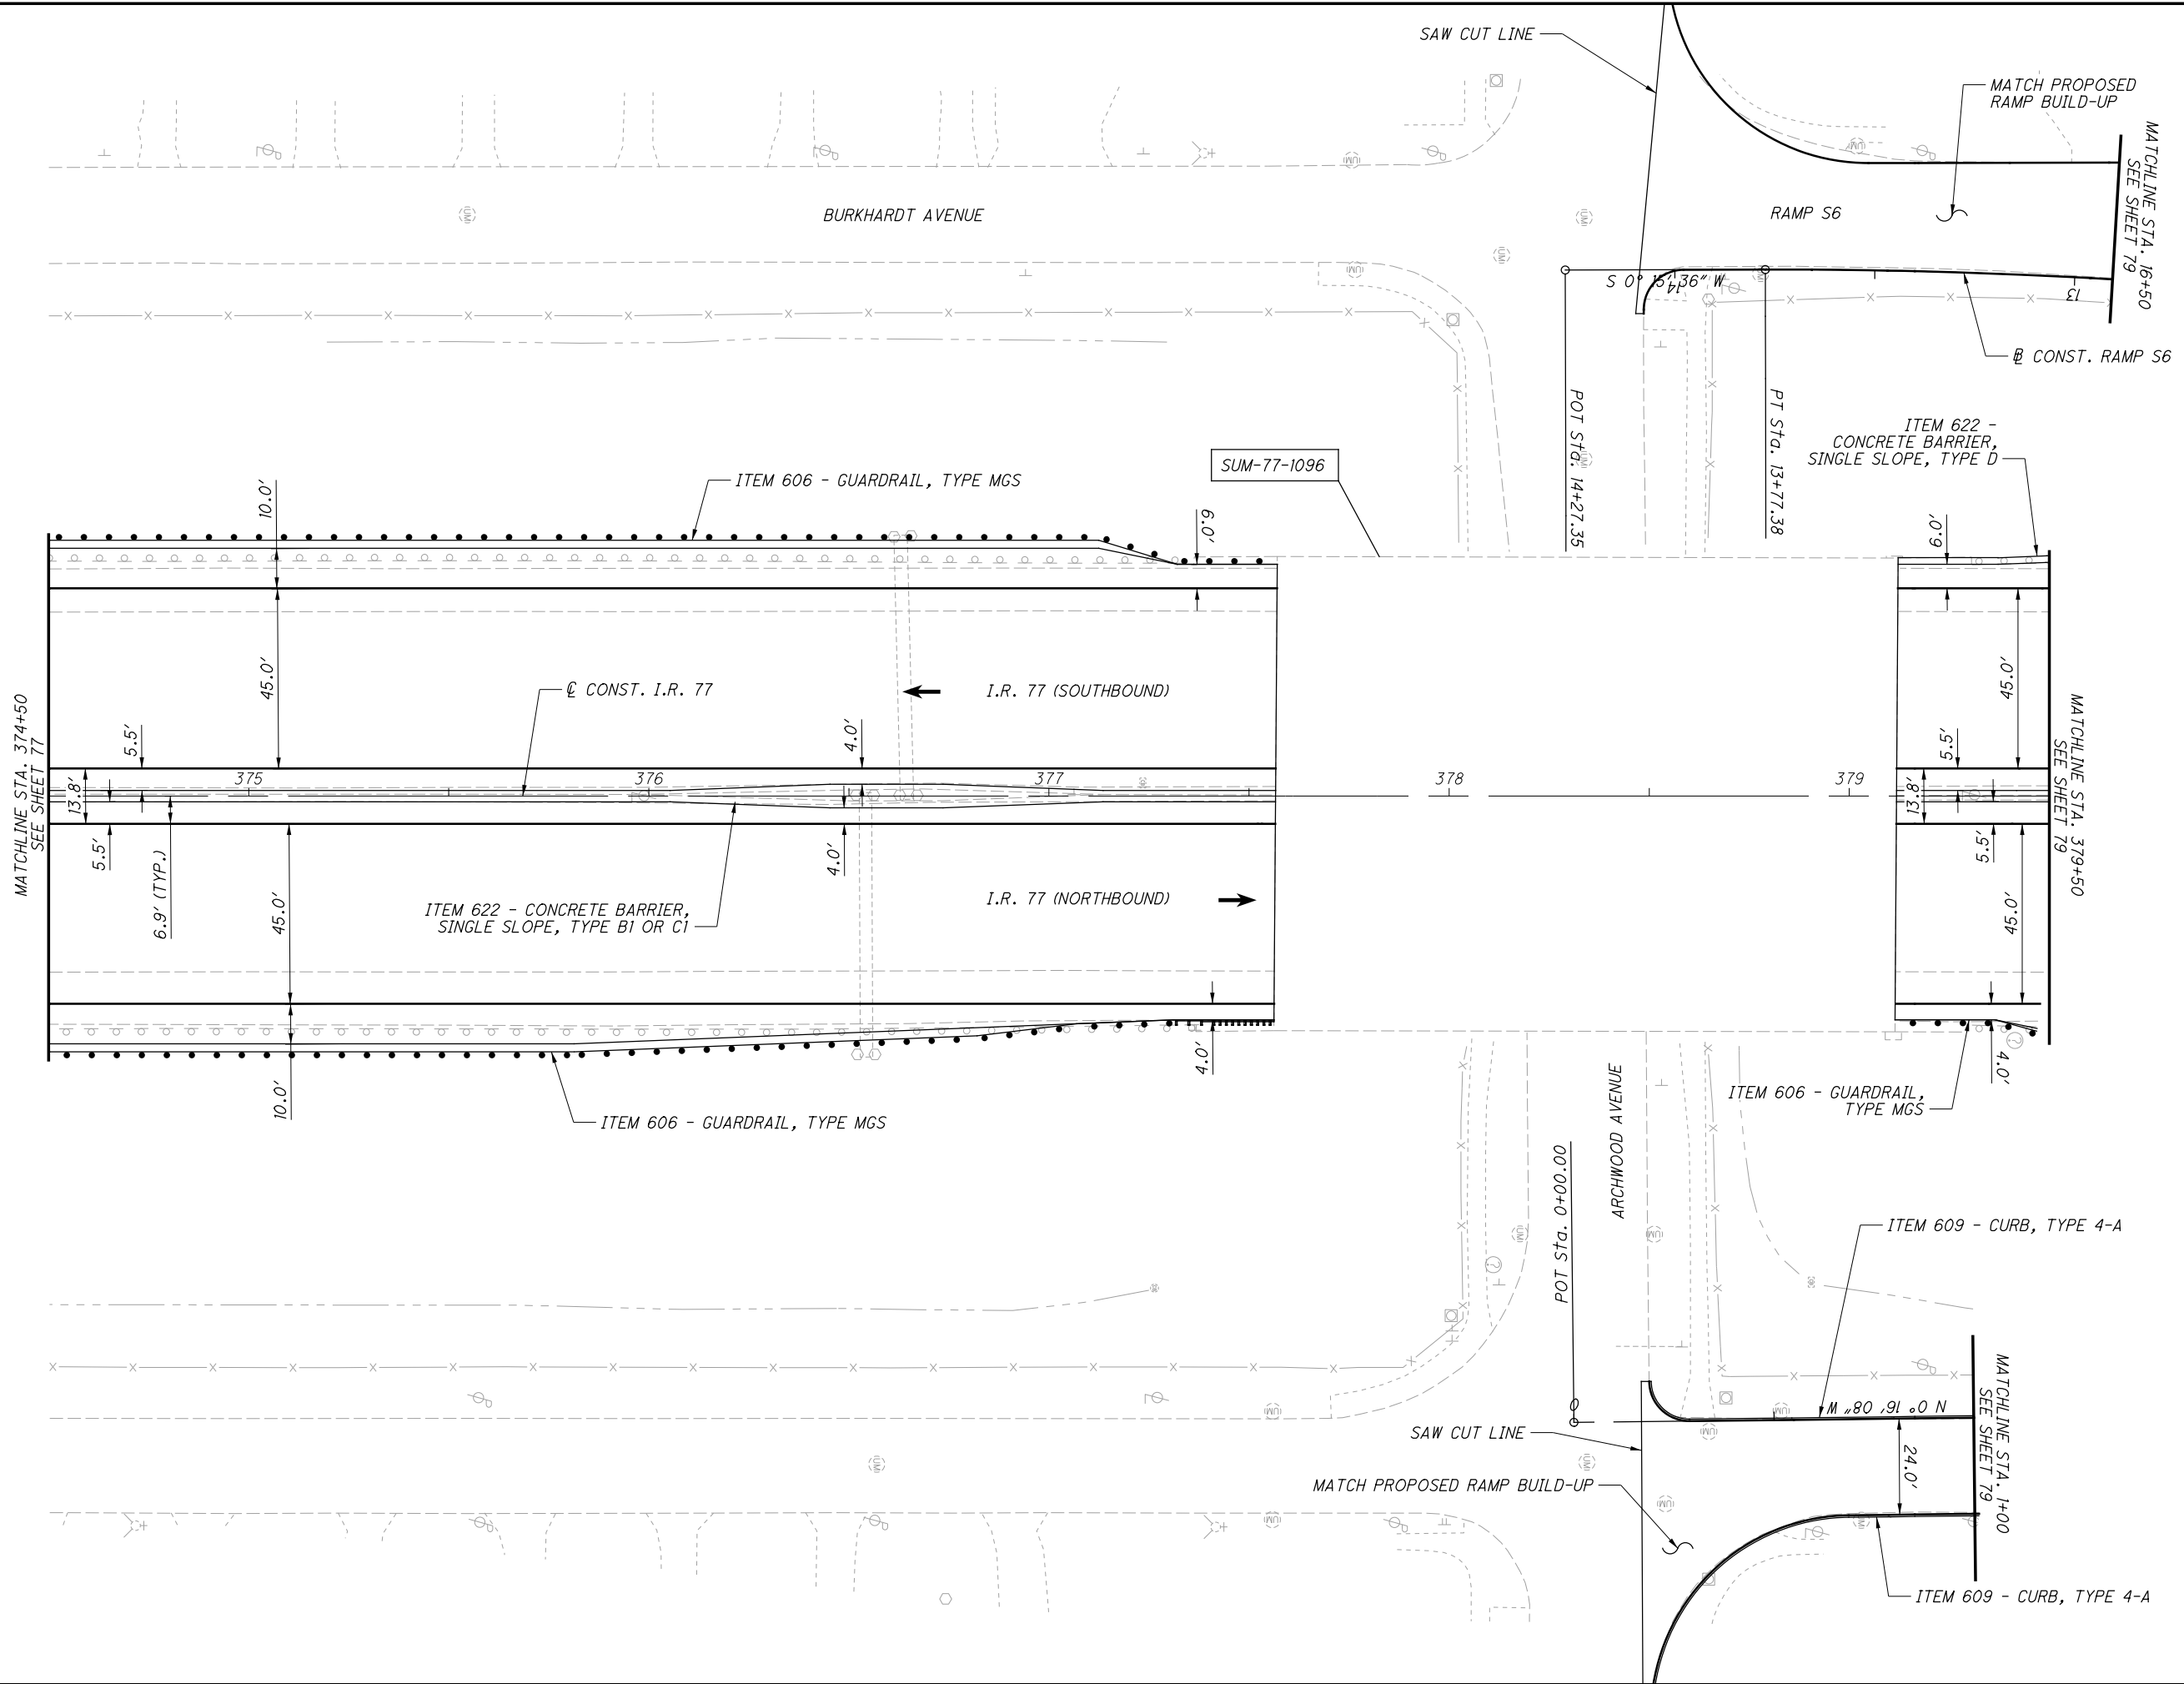 SAW CUT LINE
MATCH PROPOSED
RAMP BUILD-UP
MATCHLINE STA. 16+50
SEE SHEET 79
BURKHARDT AVENUE
RAMP S6
S 0° 15' 36" W
14
13
℄ CONST. RAMP S6
POT Sta. 14+27.35
PT Sta. 13+77.38
ITEM 622 -
CONCRETE BARRIER,
SINGLE SLOPE, TYPE D
SUM-77-1096
ITEM 606 - GUARDRAIL, TYPE MGS
10.0'
6.0'
6.0'
45.0'
℄ CONST. I.R. 77
I.R. 77 (SOUTHBOUND)
45.0'
MATCHLINE STA. 374+50
SEE SHEET 77
5.5'
4.0'
5.5'
13.8'
375
376
377
378
379
13.8'
MATCHLINE STA. 379+50
SEE SHEET 79
5.5'
6.9' (TYP.)
4.0'
5.5'
45.0'
ITEM 622 - CONCRETE BARRIER,
SINGLE SLOPE, TYPE B1 OR C1
I.R. 77 (NORTHBOUND)
45.0'
10.0'
4.0'
4.0'
ITEM 606 - GUARDRAIL, TYPE MGS
ITEM 606 - GUARDRAIL,
TYPE MGS
ARCHWOOD AVENUE
POT Sta. 0+00.00
ITEM 609 - CURB, TYPE 4-A
0
N 0° 16' 08" W
MATCHLINE STA. 1+00
SEE SHEET 79
SAW CUT LINE
24.0'
MATCH PROPOSED RAMP BUILD-UP
ITEM 609 - CURB, TYPE 4-A